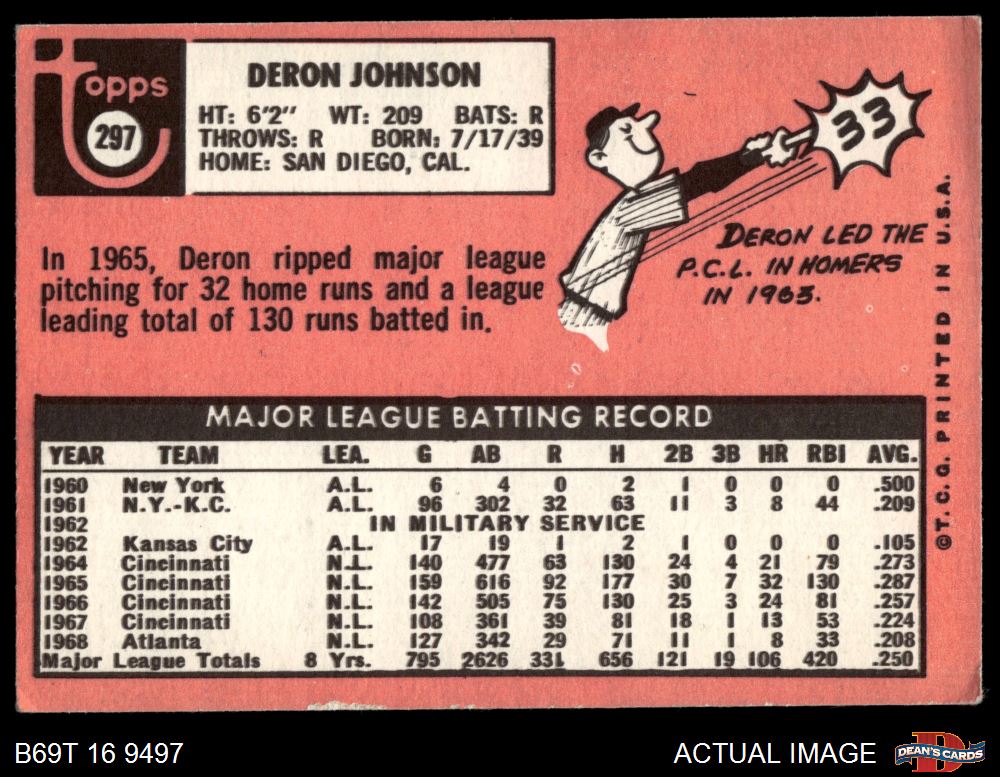 Topps
297
DERON JOHNSON
HT: 6'2" WT: 209 BATS: R
THROWS: R BORN: 7/17/39
HOME: SAN DIEGO, CAL.
33
DERON LED THE
P.C.L. IN HOMERS
IN 1963.
In 1965, Deron ripped major league
pitching for 32 home runs and a league
leading total of 130 runs batted in.
©T.C.G. PRINTED IN U.S.A.
MAJOR LEAGUE BATTING RECORD
YEAR TEAM LEA. G AB R H 2B 3B HR RBI AVG.
1960 New York A.L. 6 4 0 2 1 0 0 0 .500
1961 N.Y.-K.C. A.L. 96 302 32 63 11 3 8 44 .209
1962 IN MILITARY SERVICE
1962 Kansas City A.L. 17 19 1 2 1 0 0 0 .105
1964 Cincinnati N.L. 140 477 63 130 24 4 21 79 .273
1965 Cincinnati N.L. 159 616 92 177 30 7 32 130 .287
1966 Cincinnati N.L. 142 505 75 130 25 3 24 81 .257
1967 Cincinnati N.L. 108 361 39 81 18 1 13 53 .224
1968 Atlanta N.L. 127 342 29 71 11 1 8 33 .208
Major League Totals 8 Yrs. 795 2626 331 656 121 19 106 420 .250
B69T 16 9497
ACTUAL IMAGE
DEAN'S CARDS